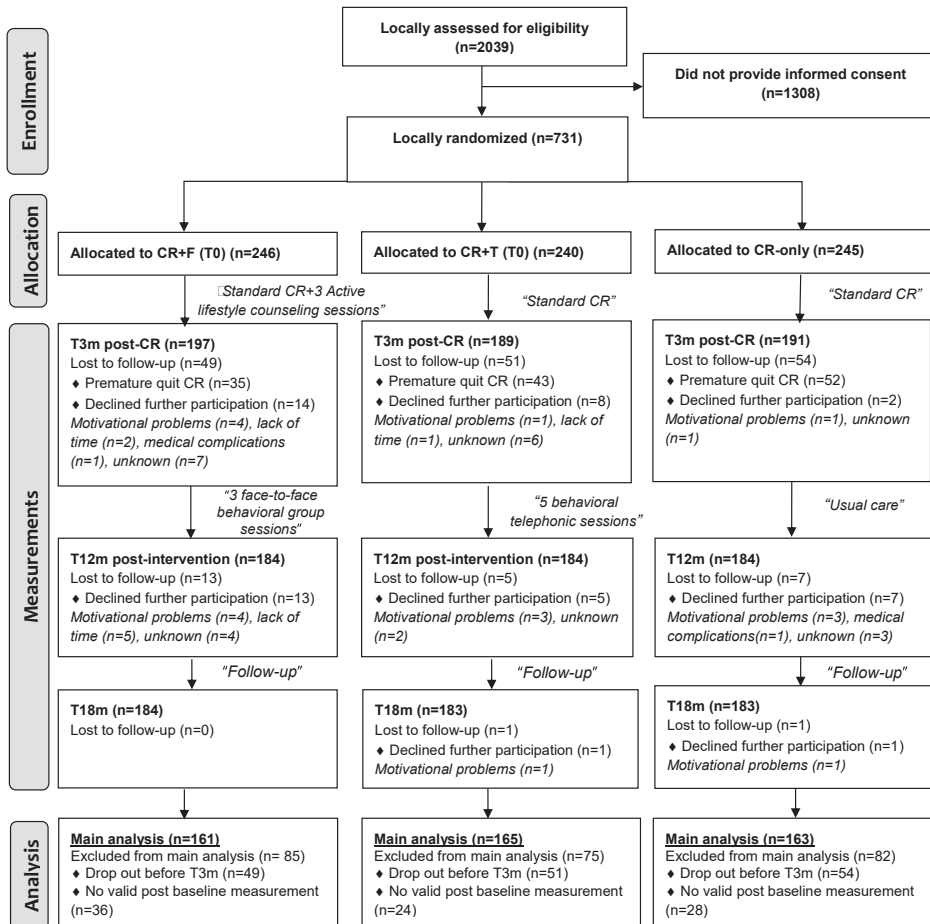 Enrollment
Locally assessed for eligibility
(n=2039)
Did not provide informed consent
(n=1308)
Locally randomized (n=731)
Allocation
Allocated to CR+F (T0) (n=246)
Allocated to CR+T (T0) (n=240)
Allocated to CR-only (n=245)
Standard CR+3 Active
lifestyle counseling sessions”
“Standard CR”
“Standard CR”
Measurements
T3m post-CR (n=197)
Lost to follow-up (n=49)
♦ Premature quit CR (n=35)
♦ Declined further participation (n=14)
Motivational problems (n=4), lack of
time (n=2), medical complications
(n=1), unknown (n=7)
T3m post-CR (n=189)
Lost to follow-up (n=51)
♦ Premature quit CR (n=43)
♦ Declined further participation (n=8)
Motivational problems (n=1), lack of
time (n=1), unknown (n=6)
T3m post-CR (n=191)
Lost to follow-up (n=54)
♦ Premature quit CR (n=52)
♦ Declined further participation (n=2)
Motivational problems (n=1), unknown
(n=1)
“3 face-to-face
behavioral group
sessions”
“5 behavioral
telephonic sessions”
“Usual care”
T12m post-intervention (n=184)
Lost to follow-up (n=13)
♦ Declined further participation (n=13)
Motivational problems (n=4), lack of
time (n=5), unknown (n=4)
T12m post-intervention (n=184)
Lost to follow-up (n=5)
♦ Declined further participation (n=5)
Motivational problems (n=3), unknown
(n=2)
T12m (n=184)
Lost to follow-up (n=7)
♦ Declined further participation (n=7)
Motivational problems (n=3), medical
complications(n=1), unknown (n=3)
“Follow-up”
“Follow-up”
“Follow-up”
T18m (n=184)
Lost to follow-up (n=0)
T18m (n=183)
Lost to follow-up (n=1)
♦ Declined further participation (n=1)
Motivational problems (n=1)
T18m (n=183)
Lost to follow-up (n=1)
♦ Declined further participation (n=1)
Motivational problems (n=1)
Analysis
Main analysis (n=161)
Excluded from main analysis (n= 85)
♦ Drop out before T3m (n=49)
♦ No valid post baseline measurement
(n=36)
Main analysis (n=165)
Excluded from main analysis (n=75)
♦ Drop out before T3m (n=51)
♦ No valid post baseline measurement
(n=24)
Main analysis (n=163)
Excluded from main analysis (n=82)
♦ Drop out before T3m (n=54)
♦ No valid post baseline measurement
(n=28)